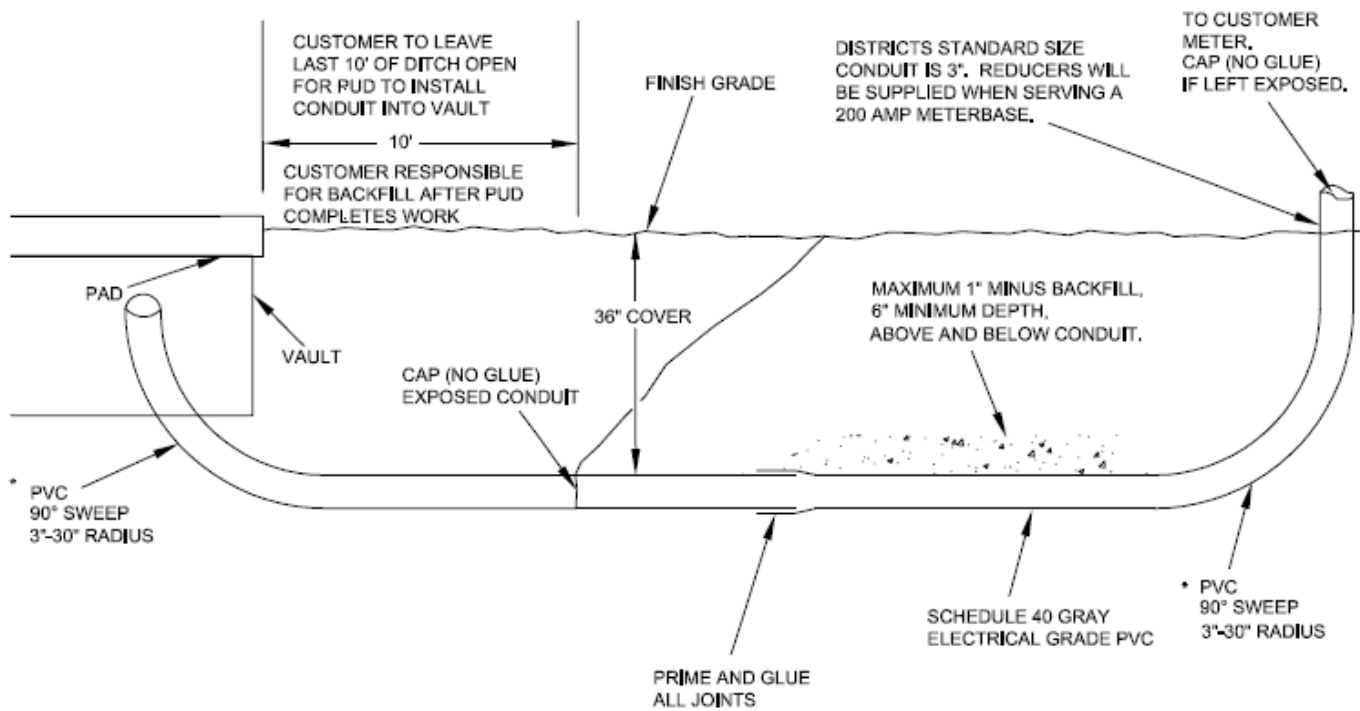 CUSTOMER TO LEAVE
LAST 10' OF DITCH OPEN
FOR PUD TO INSTALL
CONDUIT INTO VAULT
10'
CUSTOMER RESPONSIBLE
FOR BACKFILL AFTER PUD
COMPLETES WORK
FINISH GRADE
DISTRICTS STANDARD SIZE
CONDUIT IS 3". REDUCERS WILL
BE SUPPLIED WHEN SERVING A
200 AMP METERBASE.
TO CUSTOMER
METER.
CAP (NO GLUE)
IF LEFT EXPOSED.
PAD
VAULT
36" COVER
MAXIMUM 1" MINUS BACKFILL,
6" MINIMUM DEPTH,
ABOVE AND BELOW CONDUIT.
CAP (NO GLUE)
EXPOSED CONDUIT
* PVC
90° SWEEP
3"-30" RADIUS
PRIME AND GLUE
ALL JOINTS
SCHEDULE 40 GRAY
ELECTRICAL GRADE PVC
* PVC
90° SWEEP
3"-30" RADIUS